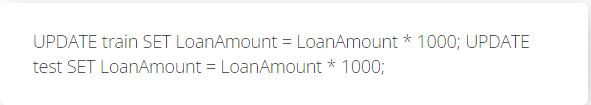 UPDATE train SET LoanAmount = LoanAmount * 1000; UPDATE
test SET LoanAmount = LoanAmount * 1000;